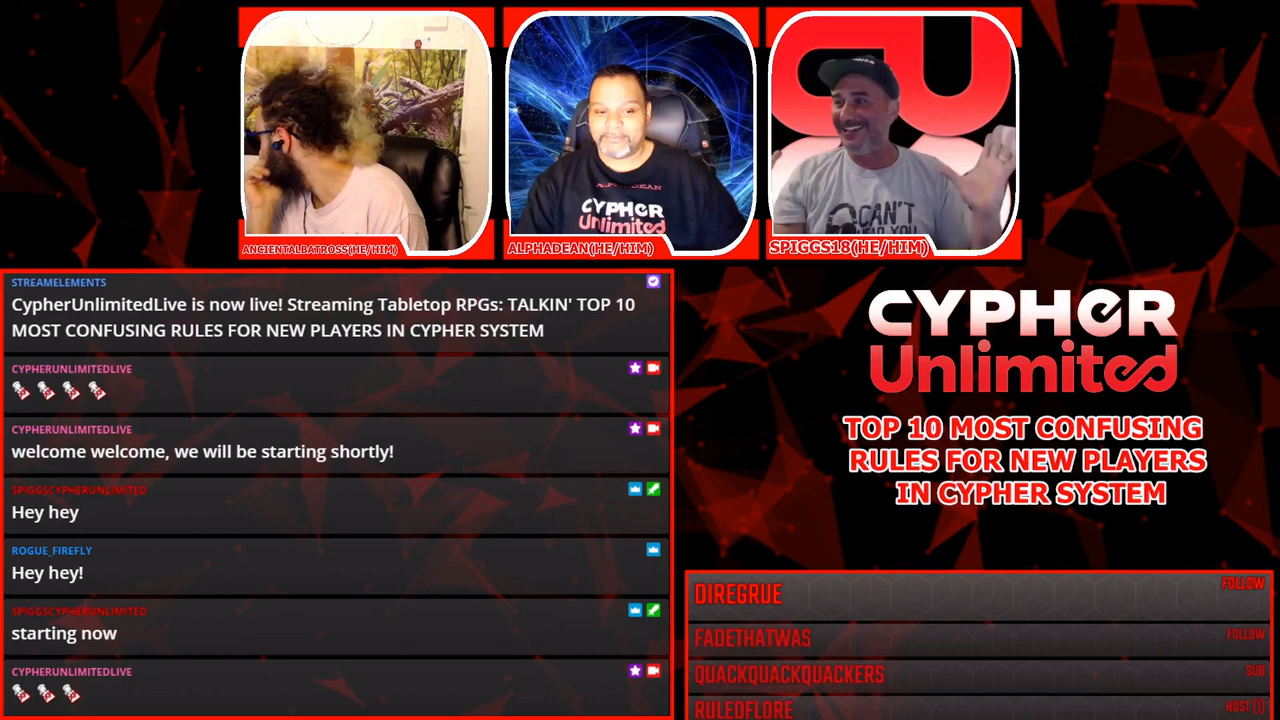 ALPHADEAN
CYPHER
Unlimited
CAN'T
YOU
ANCIENTALBATROSS(HE/HIM)
ALPHADEAN(HE/HIM)
SPIGGS18(HE/HIM)
STREAMELEMENTS
CypherUnlimitedLive is now live! Streaming Tabletop RPGs: TALKIN' TOP 10
MOST CONFUSING RULES FOR NEW PLAYERS IN CYPHER SYSTEM
CYPHERUNLIMITEDLIVE
CYPHERUNLIMITEDLIVE
welcome welcome, we will be starting shortly!
SPIGGSCYPHERUNLIMITED
Hey hey
ROGUE_FIREFLY
Hey hey!
SPIGGSCYPHERUNLIMITED
starting now
CYPHERUNLIMITEDLIVE
CYPHER
Unlimited
TOP 10 MOST CONFUSING
RULES FOR NEW PLAYERS
IN CYPHER SYSTEM
DIREGRUE FOLLOW
FADETHATWAS FOLLOW
QUACKQUACKQUACKERS SUB
RULEOFLORE HOST ()